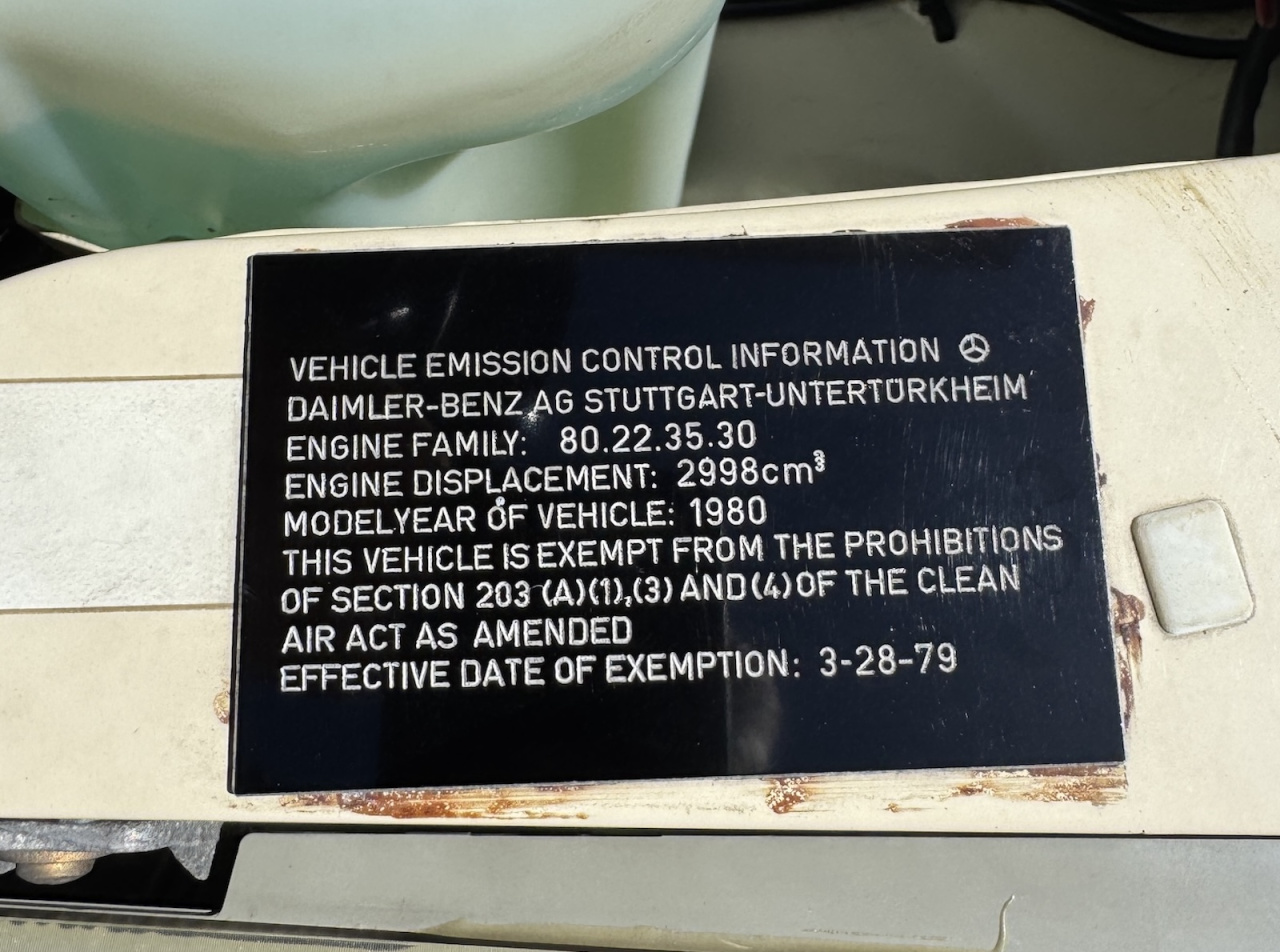 VEHICLE EMISSION CONTROL INFORMATION
DAIMLER-BENZ AG STUTTGART-UNTERTÜRKHEIM
ENGINE FAMILY: 80.22.35.30
ENGINE DISPLACEMENT: 2998cm³
MODELYEAR OF VEHICLE: 1980
THIS VEHICLE IS EXEMPT FROM THE PROHIBITIONS
OF SECTION 203 (A)(1),(3) AND(4)OF THE CLEAN
AIR ACT AS AMENDED
EFFECTIVE DATE OF EXEMPTION: 3-28-79